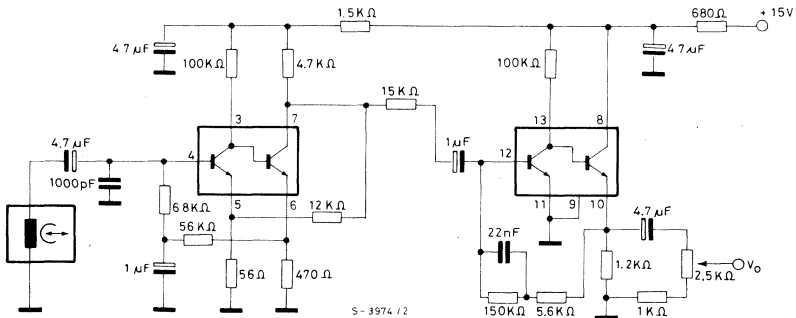 1.5KΩ
680Ω
+ 15V
4.7µF
100KΩ
4.7KΩ
100KΩ
4.7µF
15KΩ
3
7
13
8
4.7µF
4
1µF
12
1000pF
5
6
11
9
10
68KΩ
12KΩ
4.7µF
56KΩ
22nF
1µF
56Ω
470Ω
1.2KΩ
2.5KΩ
Vo
150KΩ
5.6KΩ
1KΩ
S-3974/2